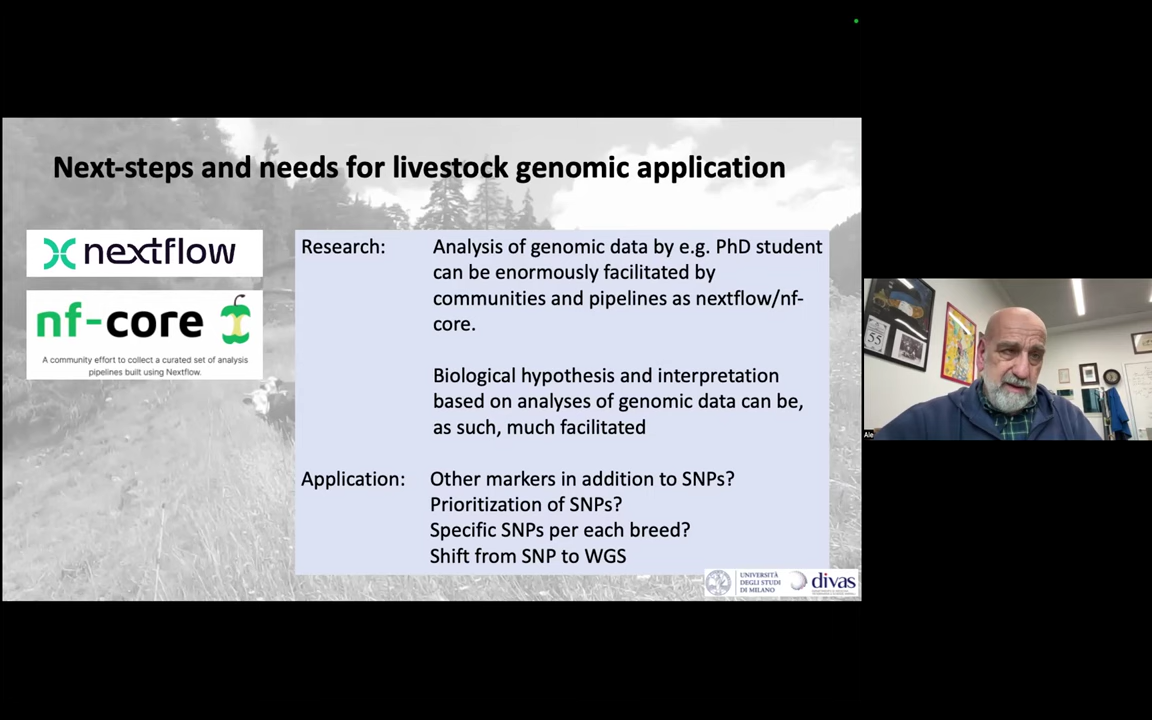 Next-steps and needs for livestock genomic application
nextflow
nf-core
A community effort to collect a curated set of analysis
pipelines built using Nextflow.
Research: Analysis of genomic data by e.g. PhD student
can be enormously facilitated by
communities and pipelines as nextflow/nf-
core.
Biological hypothesis and interpretation
based on analyses of genomic data can be,
as such, much facilitated
Application: Other markers in addition to SNPs?
Prioritization of SNPs?
Specific SNPs per each breed?
Shift from SNP to WGS
UNIVERSITÀ
DEGLI STUDI
DI MILANO
divas
55
Ale